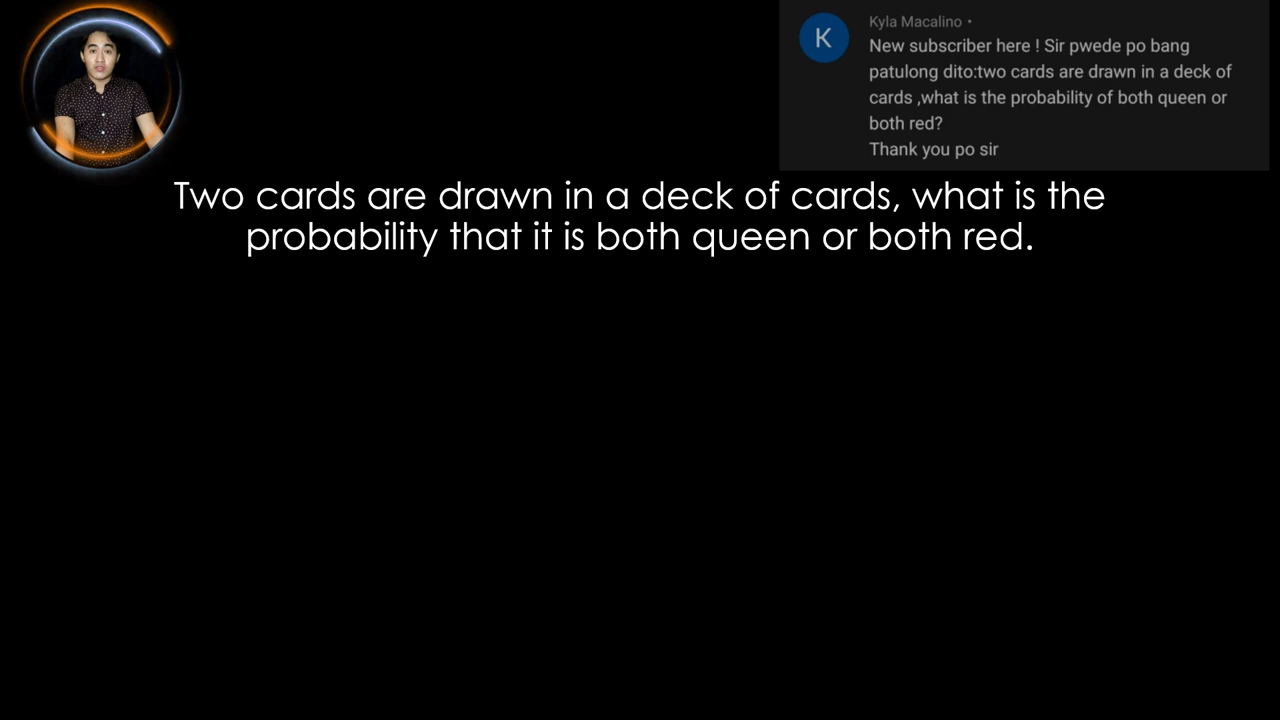 K
Kyla Macalino •
New subscriber here ! Sir pwede po bang
patulong dito:two cards are drawn in a deck of
cards ,what is the probability of both queen or
both red?
Thank you po sir
Two cards are drawn in a deck of cards, what is the
probability that it is both queen or both red.